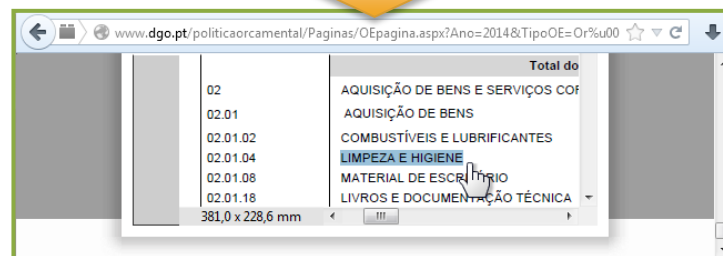 www.dgo.pt/politicaorcamental/Paginas/OEpagina.aspx?Ano=2014&TipoOE=Or%u00
Total do
02 AQUISIÇÃO DE BENS E SERVIÇOS COR
02.01 AQUISIÇÃO DE BENS
02.01.02 COMBUSTÍVEIS E LUBRIFICANTES
02.01.04 LIMPEZA E HIGIENE
02.01.08 MATERIAL DE ESCRITÓRIO
02.01.18 LIVROS E DOCUMENTAÇÃO TÉCNICA
381,0 x 228,6 mm